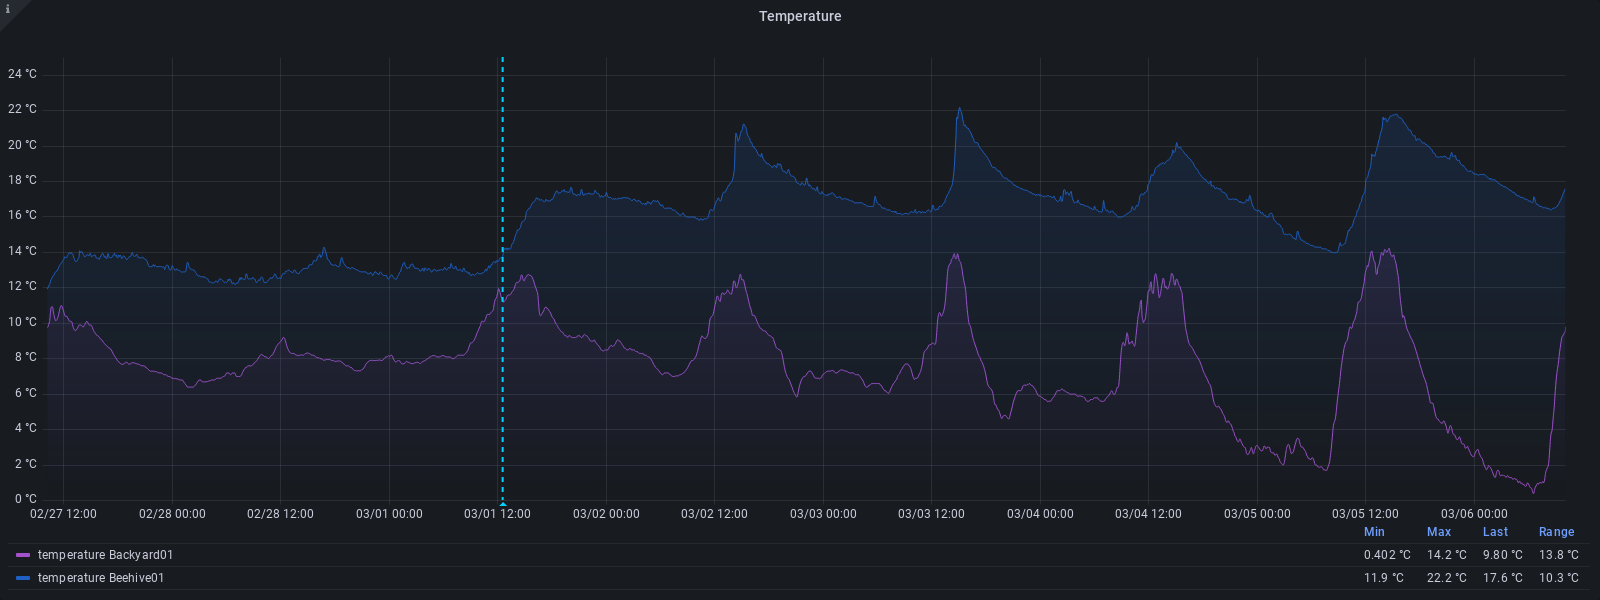 i
Temperature
24 °C
22 °C
20 °C
18 °C
16 °C
14 °C
12 °C
10 °C
8 °C
6 °C
4 °C
2 °C
0 °C
02/27 12:00 02/28 00:00 02/28 12:00 03/01 00:00 03/01 12:00 03/02 00:00 03/02 12:00 03/03 00:00 03/03 12:00 03/04 00:00 03/04 12:00 03/05 00:00 03/05 12:00 03/06 00:00
Min Max Last Range
temperature Backyard01 0.402 °C 14.2 °C 9.80 °C 13.8 °C
temperature Beehive01 11.9 °C 22.2 °C 17.6 °C 10.3 °C